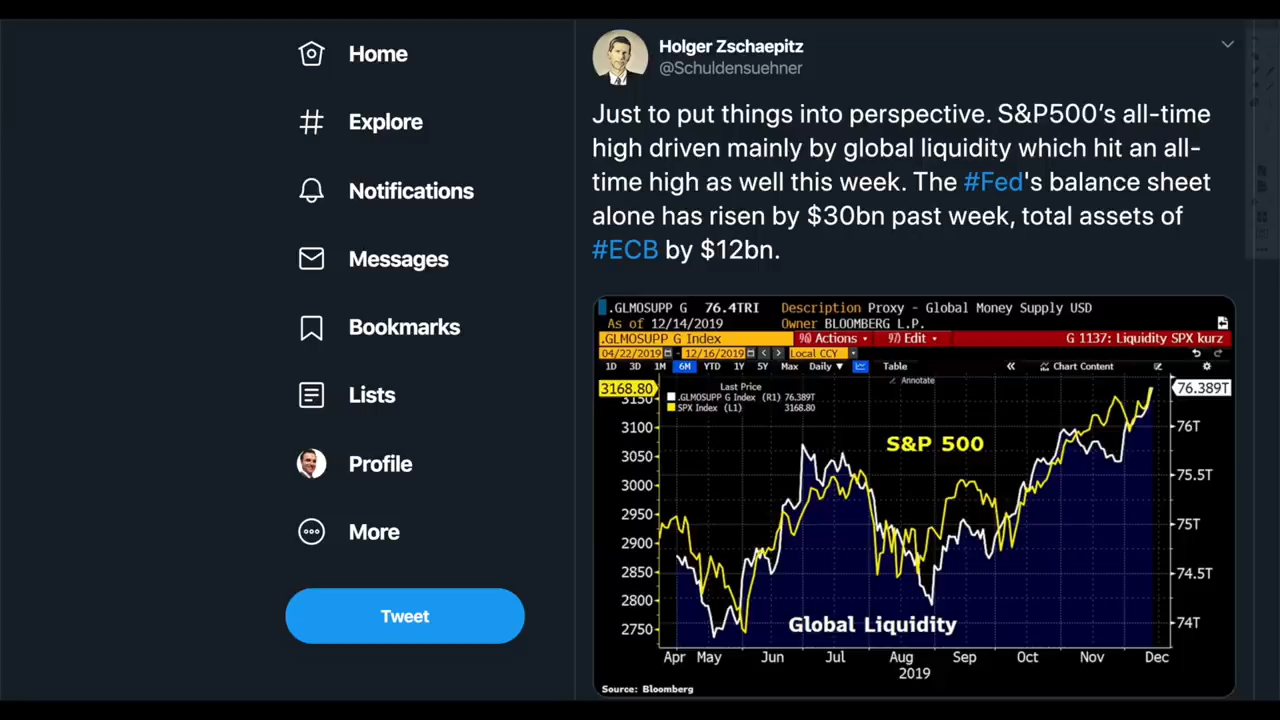 Home
Explore
Notifications
Messages
Bookmarks
Lists
Profile
More
Tweet
Holger Zschaepitz
@Schuldensuehner
Just to put things into perspective. S&P500's all-time
high driven mainly by global liquidity which hit an all-
time high as well this week. The #Fed's balance sheet
alone has risen by $30bn past week, total assets of
#ECB by $12bn.
.GLMOSUPP G 76.4TRI Description Proxy - Global Money Supply USD
As of 12/14/2019 Owner BLOOMBERG L.P.
.GLMOSUPP G Index 96) Actions 97) Edit G 1137: Liquidity SPX kurz
04/22/2019 - 12/16/2019 Local CCY
1D 3D 1M 6M YTD 1Y 5Y Max Daily ▼ Table « Chart Content
Annotate
Last Price
.GLMOSUPP G Index (R1) 76.389T
SPX Index (L1) 3168.80
3168.80
3150
3100
3050
3000
2950
2900
2850
2800
2750
76.389T
76T
75.5T
75T
74.5T
74T
S&P 500
Global Liquidity
Apr May Jun Jul Aug Sep Oct Nov Dec
2019
Source: Bloomberg